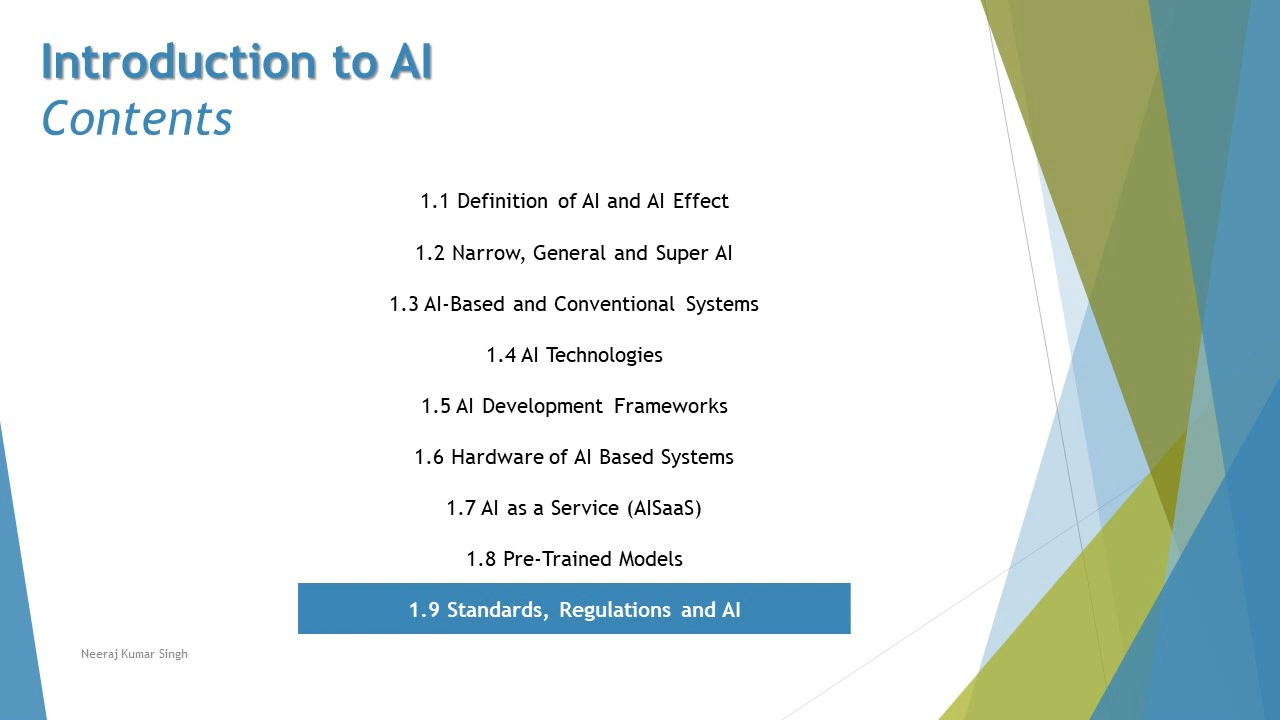 Introduction to AI
Contents
1.1 Definition of AI and AI Effect
1.2 Narrow, General and Super AI
1.3 AI-Based and Conventional Systems
1.4 AI Technologies
1.5 AI Development Frameworks
1.6 Hardware of AI Based Systems
1.7 AI as a Service (AISaaS)
1.8 Pre-Trained Models
1.9 Standards, Regulations and AI
Neeraj Kumar Singh